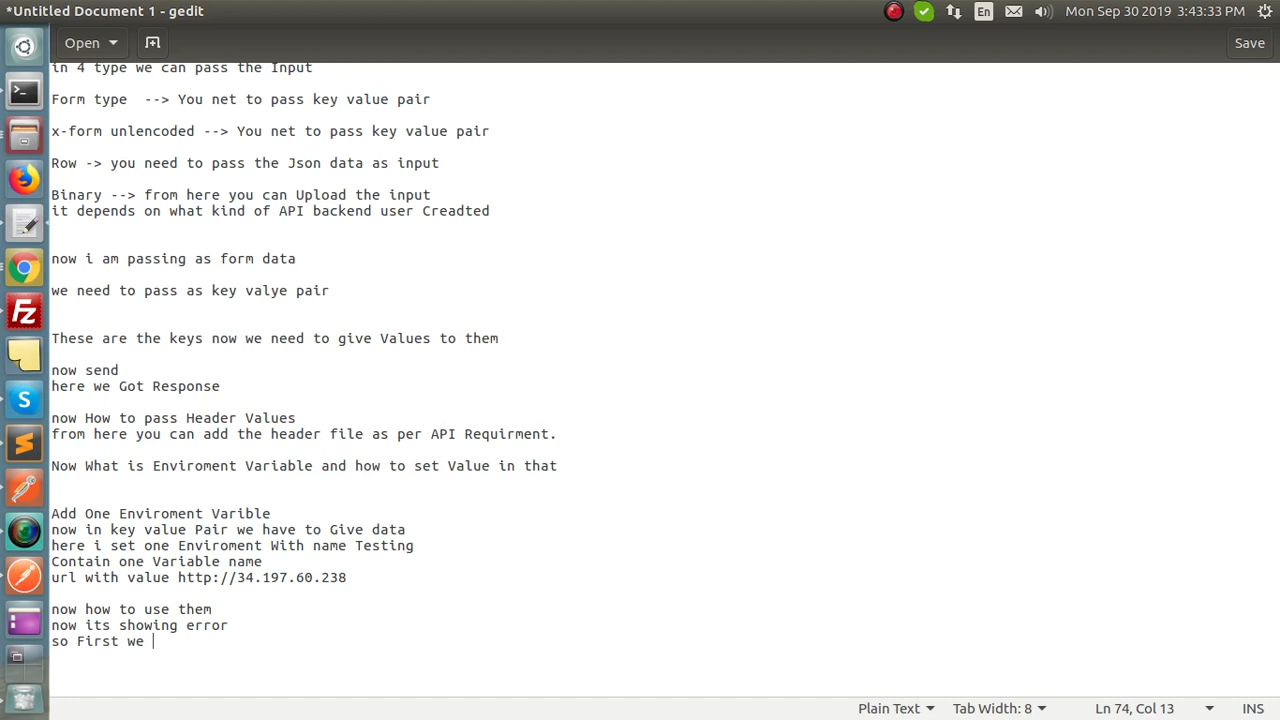 *Untitled Document 1 - gedit
En
Mon Sep 30 2019 3:43:33 PM
Open
Save
in 4 type we can pass the Input
Form type --> You net to pass key value pair
x-form unlencoded --> You net to pass key value pair
Row -> you need to pass the Json data as input
Binary --> from here you can Upload the input
it depends on what kind of API backend user Creadted
now i am passing as form data
we need to pass as key valye pair
These are the keys now we need to give Values to them
now send
here we Got Response
now How to pass Header Values
from here you can add the header file as per API Requirment.
Now What is Enviroment Variable and how to set Value in that
Add One Enviroment Varible
now in key value Pair we have to Give data
here i set one Enviroment With name Testing
Contain one Variable name
url with value http://34.197.60.238
now how to use them
now its showing error
so First we
Plain Text
Tab Width: 8
Ln 74, Col 13
INS